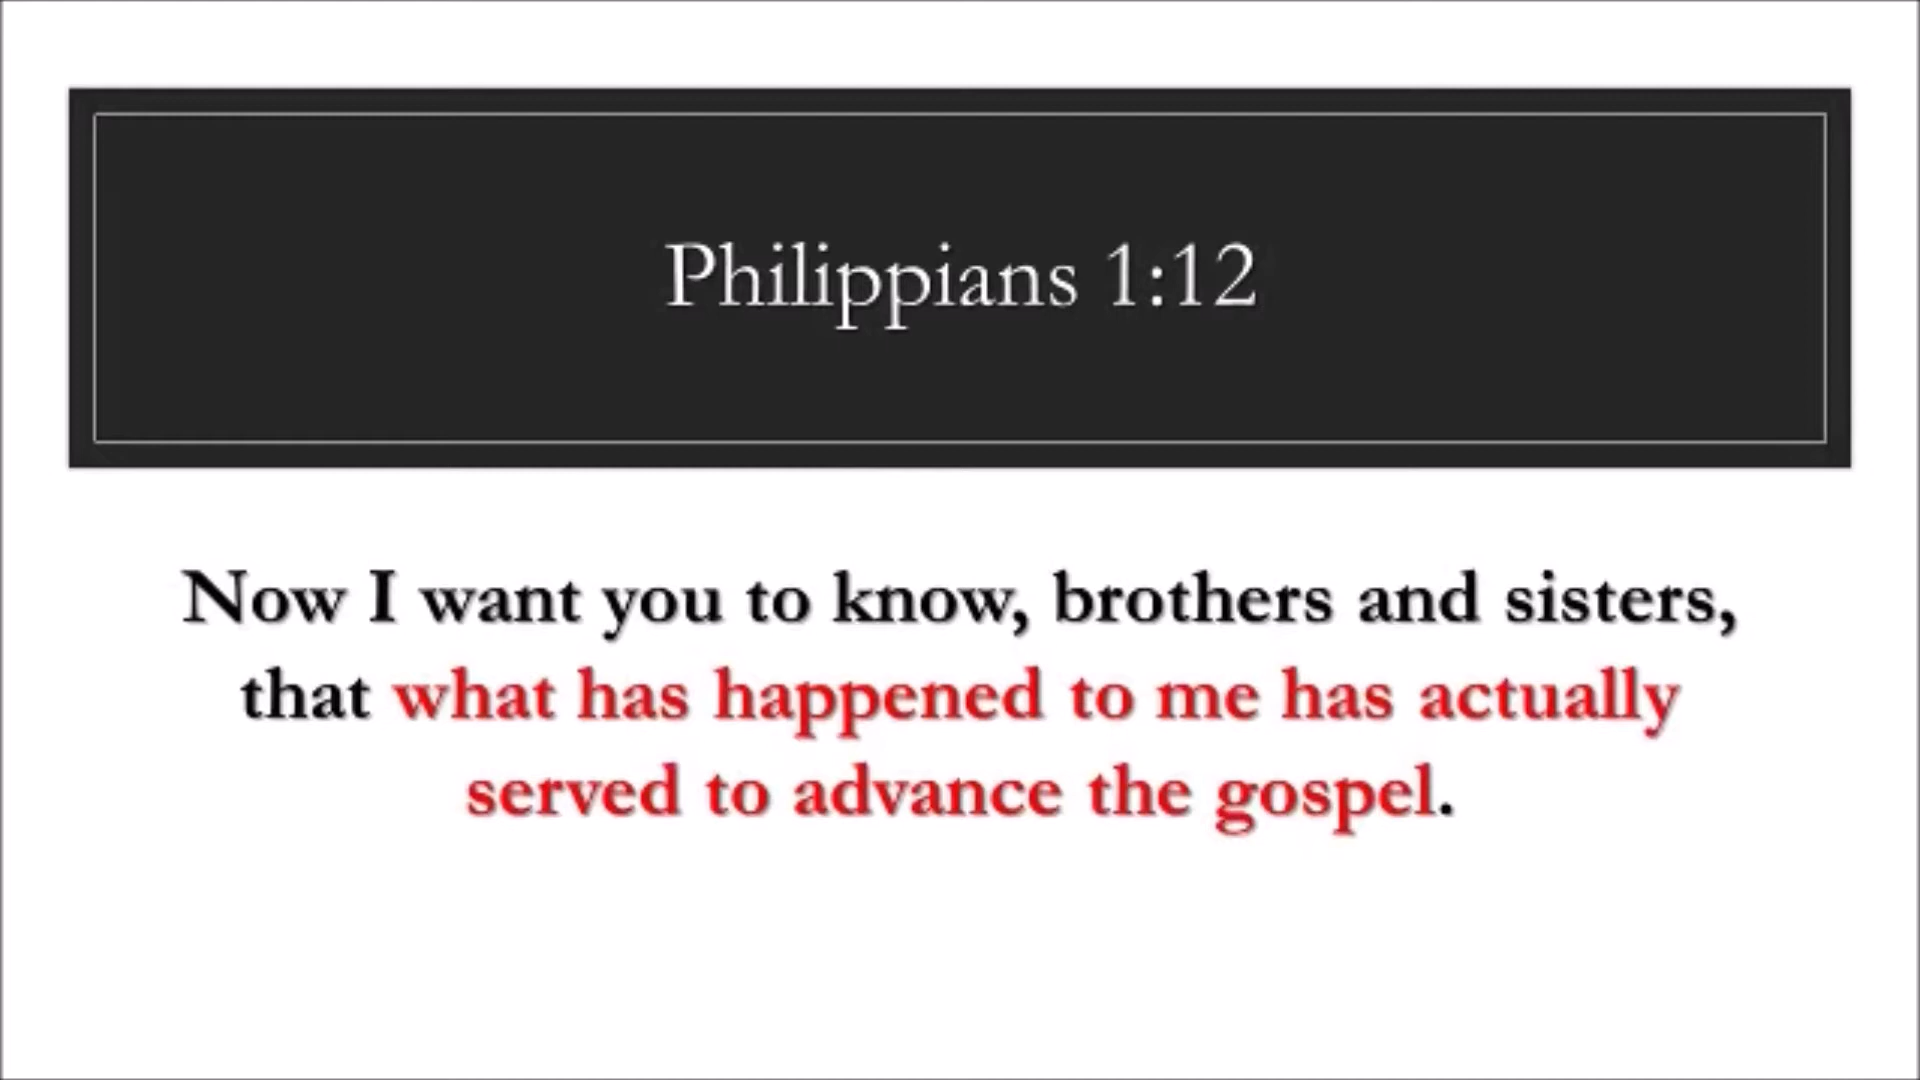 Philippians 1:12
Now I want you to know, brothers and sisters,
that what has happened to me has actually
served to advance the gospel.